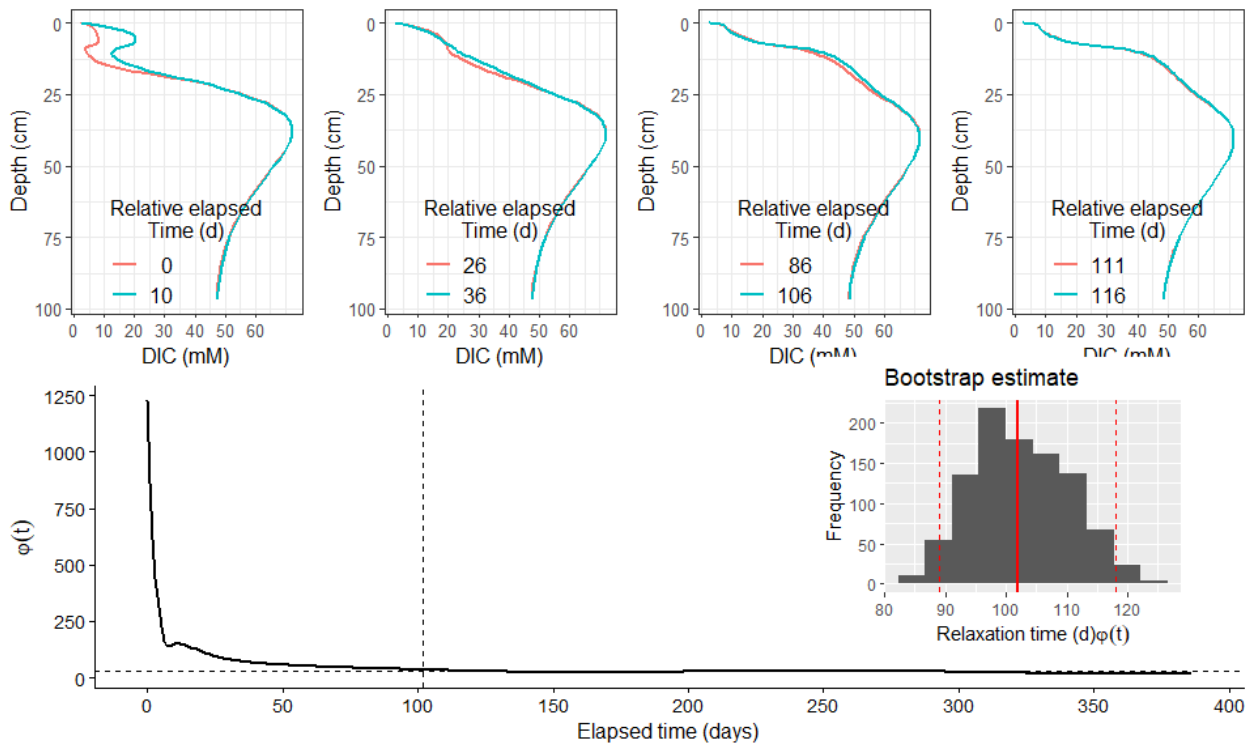 0
25
50
75
100
Depth (cm)
Relative elapsed
Time (d)
0
10
0 10 20 30 40 50 60
DIC (mM)
0
25
50
75
100
Depth (cm)
Relative elapsed
Time (d)
26
36
0 10 20 30 40 50 60
DIC (mM)
0
25
50
75
100
Depth (cm)
Relative elapsed
Time (d)
86
106
0 10 20 30 40 50 60
DIC (mM)
0
25
50
75
100
Depth (cm)
Relative elapsed
Time (d)
111
116
0 10 20 30 40 50 60
DIC (mM)
1250
1000
750
500
250
0
φ(t)
0 50 100 150 200 250 300 350 400
Elapsed time (days)
Bootstrap estimate
200
150
100
50
0
Frequency
80 90 100 110 120
Relaxation time (d)φ(t)